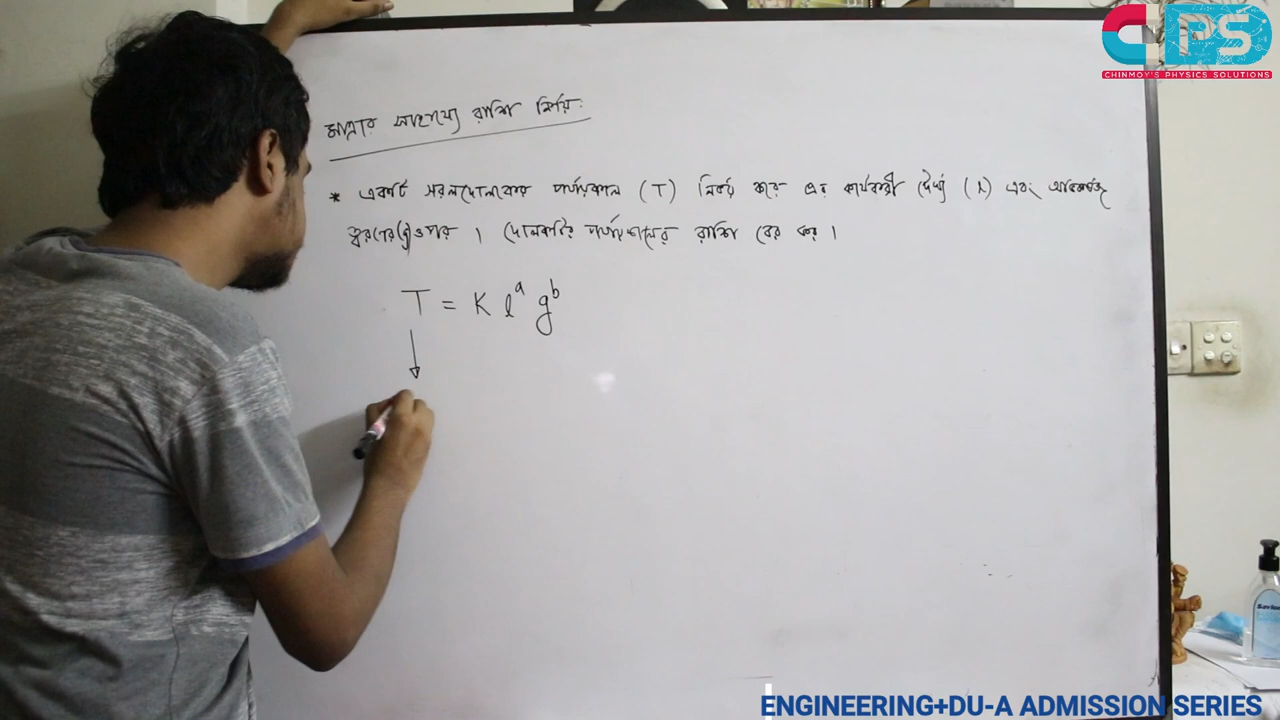 CPS
CHINMOY'S PHYSICS SOLUTIONS
মাত্রার সাহায্যে রাশি নির্ণয়:
* একটি সরলদোলকের পর্যায়কাল (T) নির্ভর করে এর কার্যকরী দৈর্ঘ্য (l) এবং অভিকর্ষজ
ত্বরণের(g) ওপর । দোলকটির পর্যায়কালের রাশি বের কর ।
T = K l^a g^b
ENGINEERING+DU-A ADMISSION SERIES